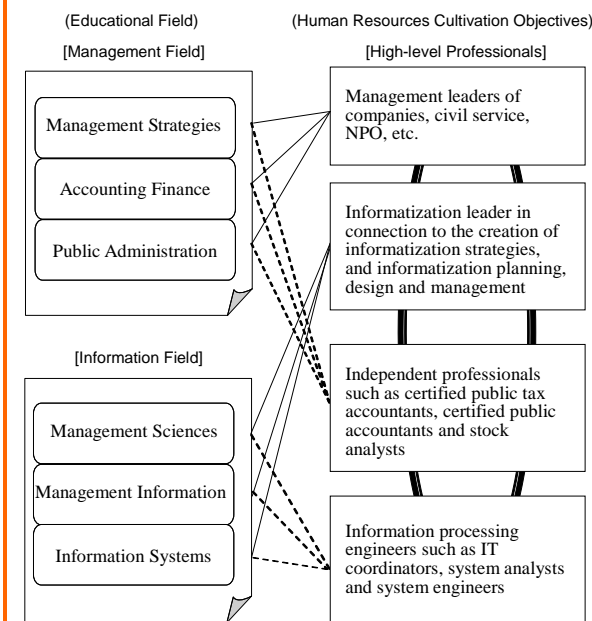 (Educational Field)
[Management Field]
Management Strategies
Accounting Finance
Public Administration
[Information Field]
Management Sciences
Management Information
Information Systems
(Human Resources Cultivation Objectives)
[High-level Professionals]
Management leaders of
companies, civil service,
NPO, etc.
Informatization leader in
connection to the creation of
informatization strategies,
and informatization planning,
design and management
Independent professionals
such as certified public tax
accountants, certified public
accountants and stock
analysts
Information processing
engineers such as IT
coordinators, system analysts
and system engineers